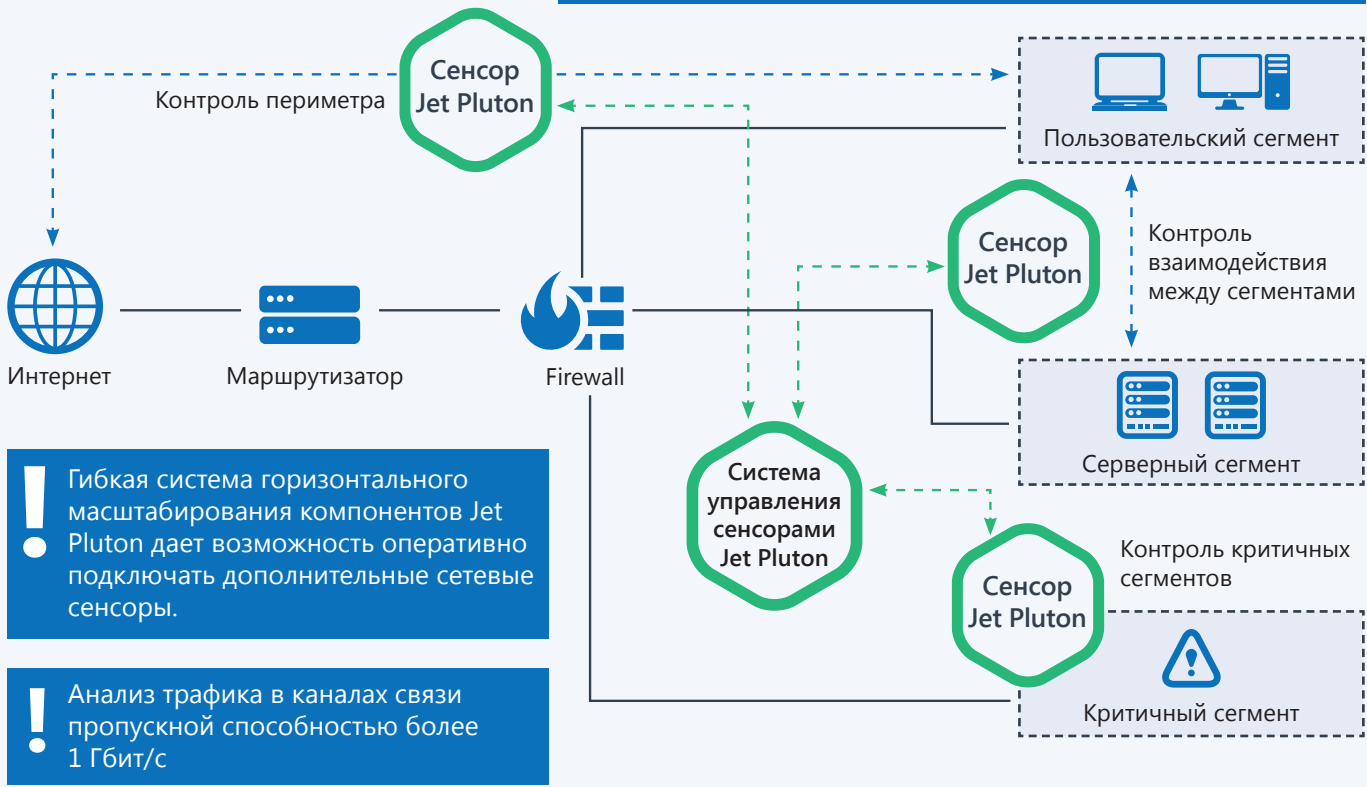 Сенсор
Jet Pluton
Контроль периметра
Пользовательский сегмент
Сенсор
Jet Pluton
Контроль
взаимодействия
между сегментами
Интернет
Маршрутизатор
Firewall
Серверный сегмент
Система
управления
сенсорами
Jet Pluton
! Гибкая система горизонтального
масштабирования компонентов Jet
Pluton дает возможность оперативно
подключать дополнительные сетевые
сенсоры.
Контроль критичных
сегментов
Сенсор
Jet Pluton
!
Критичный сегмент
! Анализ трафика в каналах связи
пропускной способностью более
1 Гбит/с